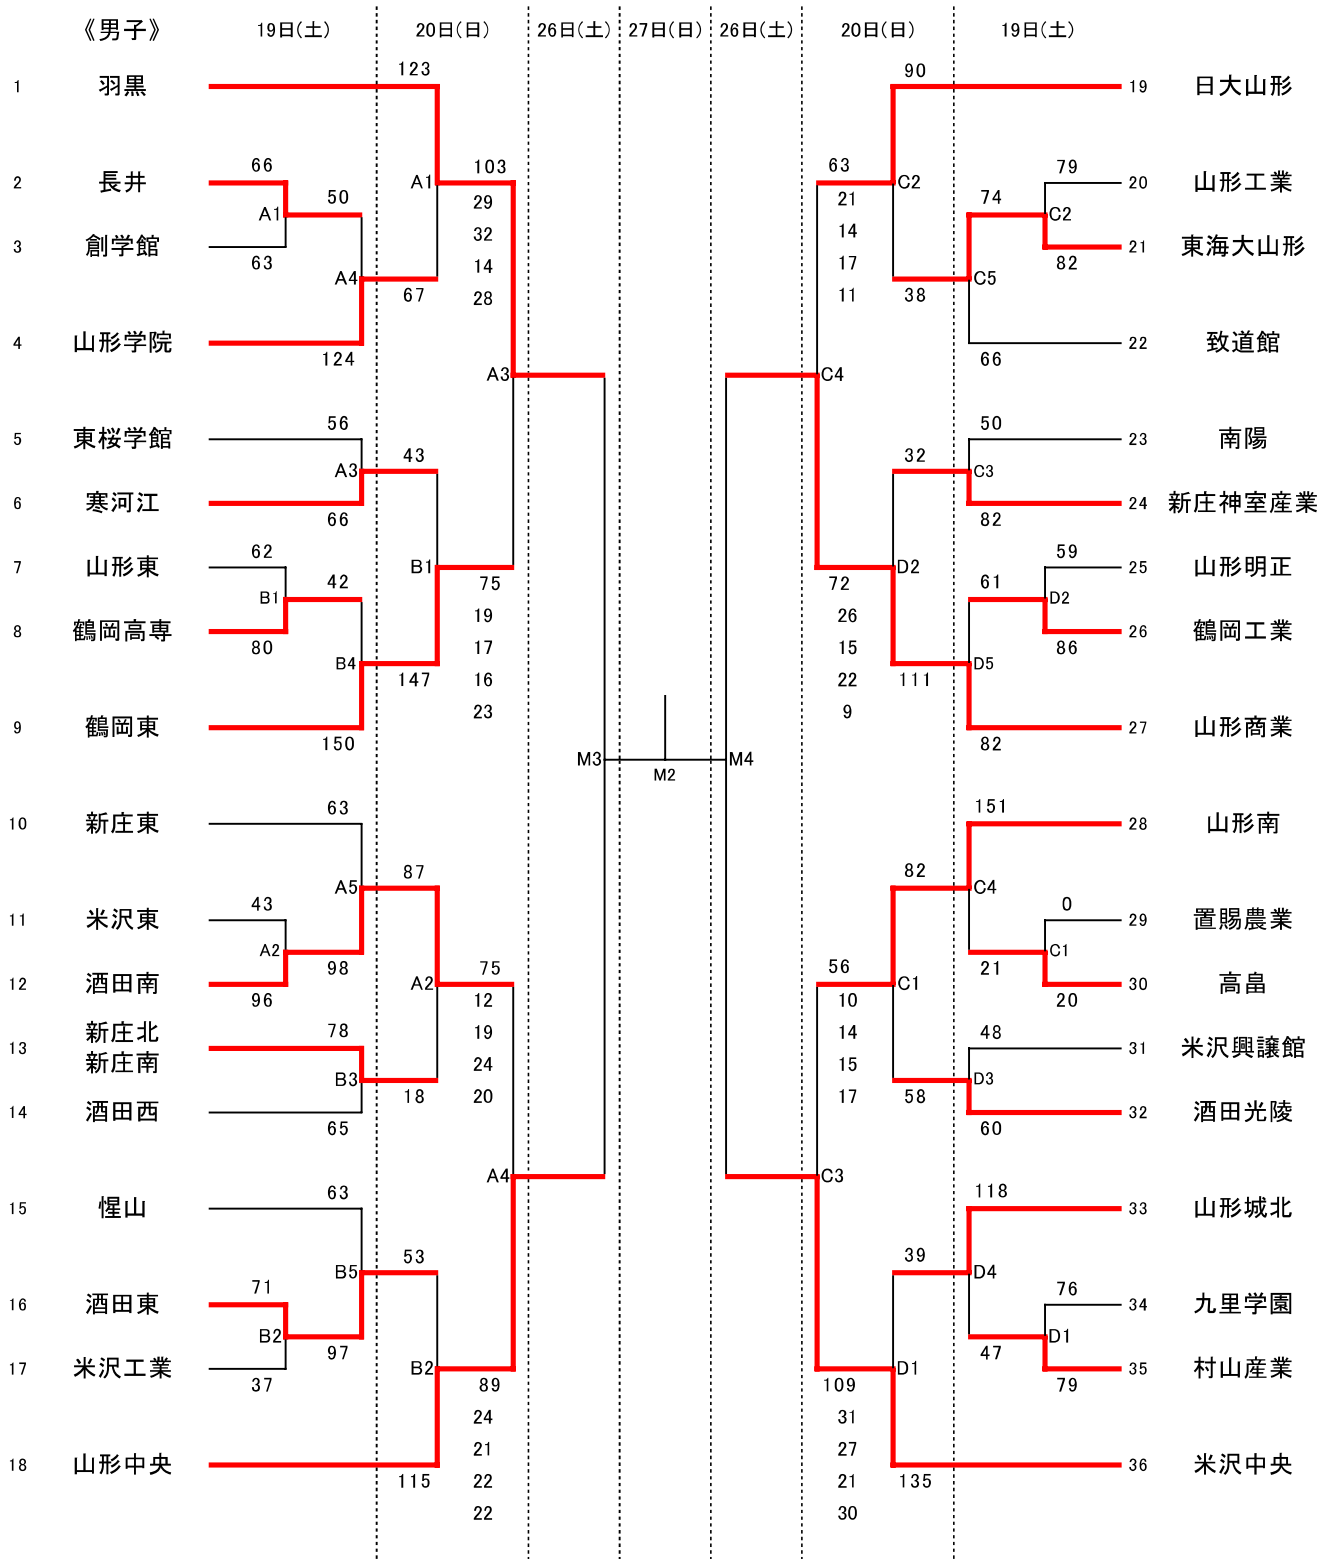 《男子》 19日(土) 20日(日) 26日(土) 27日(日) 26日(土) 20日(日) 19日(土)
123 90
1 羽黒 19 日大山形
66 103 63 79
2 長井 A1 C2 20 山形工業
50 29 21 74
A1 C2
32 14
3 創学館 21 東海大山形
63 14 17 82
A4 C5
67 28 11 38
4 山形学院 22 致道館
124 66
A3 C4
56 50
5 東桜学館 23 南陽
43 32
A3 C3
6 寒河江 24 新庄神室産業
66 82
62 59
7 山形東 B1 D2 25 山形明正
42 75 72 61
B1 D2
19 26
8 鶴岡高専 26 鶴岡工業
80 17 15 86
B4 D5
147 16 22 111
23 9
9 鶴岡東 27 山形商業
150 82
M3 M4
M2
63 151
10 新庄東 28 山形南
87 82
A5 C4
43 0
11 米沢東 29 置賜農業
A2 C1
98 75 56 21
12 酒田南 A2 C1 30 高畠
96 12 10 20
新庄北
78 19 14 48
13 31 米沢興譲館
新庄南
24 15
B3 D3
18 20 17 58
14 酒田西 32 酒田光陵
65 60
A4 C3
63 118
15 惺山 33 山形城北
53 39
B5 D4
71 76
16 酒田東 34 九里学園
B2 D1
97 47
17 米沢工業 B2 D1 35 村山産業
37 89 109 79
24 31
21 27
18 山形中央 36 米沢中央
115 22 21 135
22 30